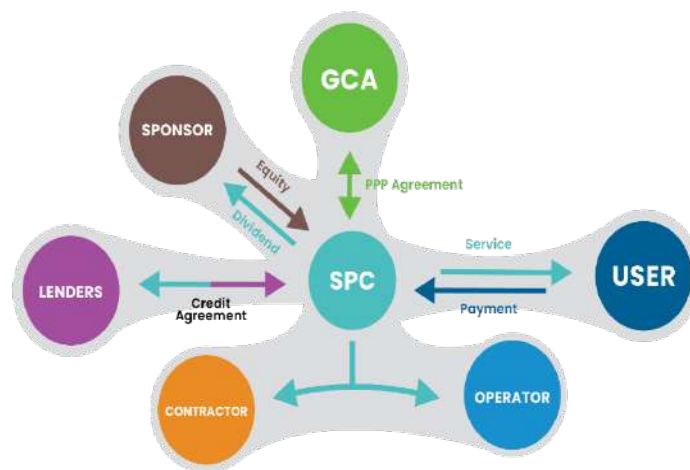 GCA
SPONSOR
Equity
Dividend
PPP Agreement
SPC
Service
Payment
USER
LENDERS
Credit
Agreement
CONTRACTOR
OPERATOR